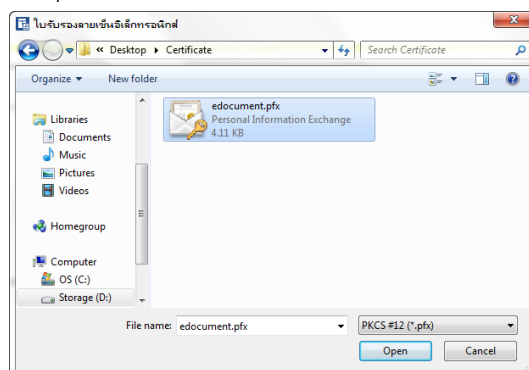 ใบรับรองลายเซ็นอิเล็กทรอนิกส์
« Desktop ▸ Certificate
Search Certificate
Organize ▾ New folder
Libraries
Documents
Music
Pictures
Videos
Homegroup
Computer
OS (C:)
Storage (D:)
edocument.pfx
Personal Information Exchange
4.11 KB
File name: edocument.pfx
PKCS #12 (*.pfx)
Open Cancel